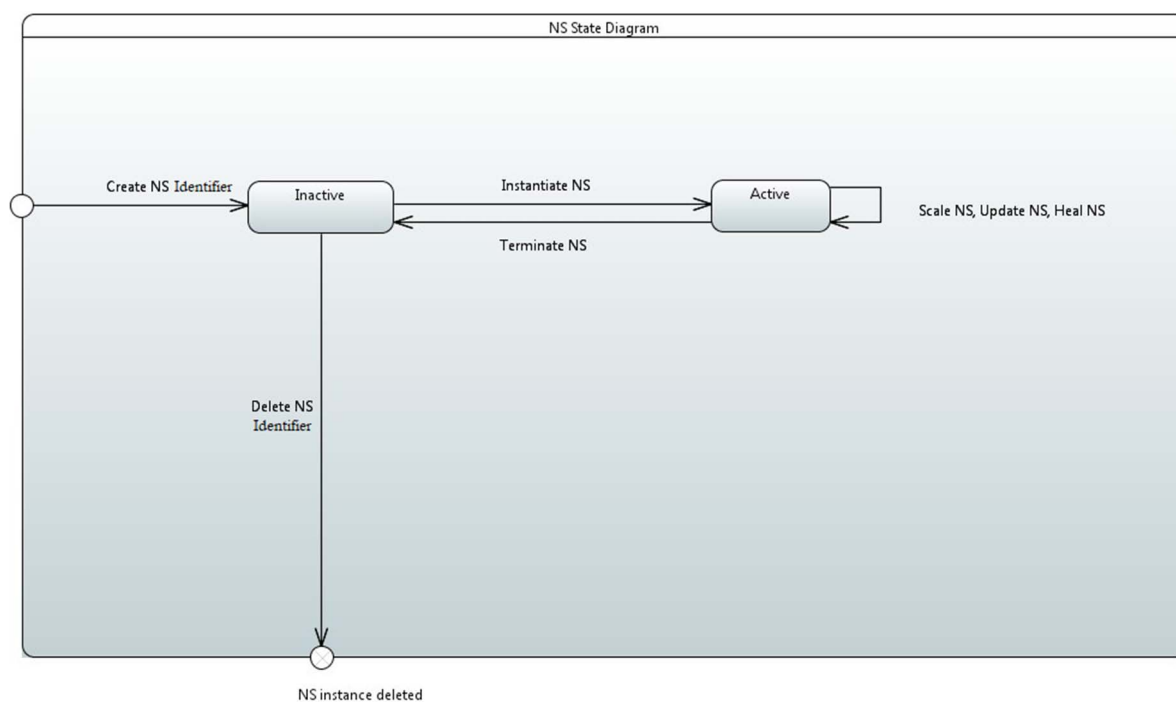 NS State Diagram
Create NS Identifier
Inactive
Instantiate NS
Active
Scale NS, Update NS, Heal NS
Terminate NS
Delete NS
Identifier
NS instance deleted